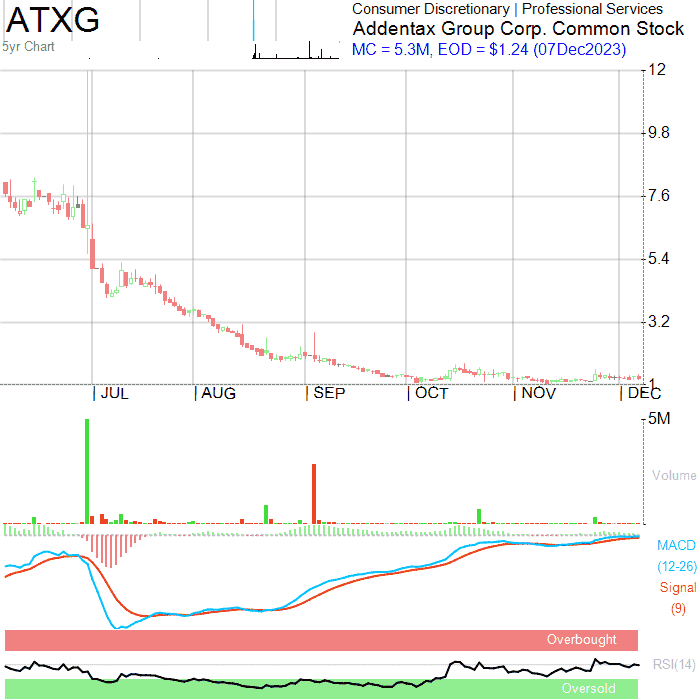 ATXG
5yr Chart
Consumer Discretionary | Professional Services
Addentax Group Corp. Common Stock
MC = 5.3M, EOD = $1.24 (07Dec2023)
12
9.8
7.6
5.4
3.2
1
JUL
AUG
SEP
OCT
NOV
DEC
5M
Volume
MACD
(12-26)
Signal
(9)
Overbought
RSI(14)
Oversold